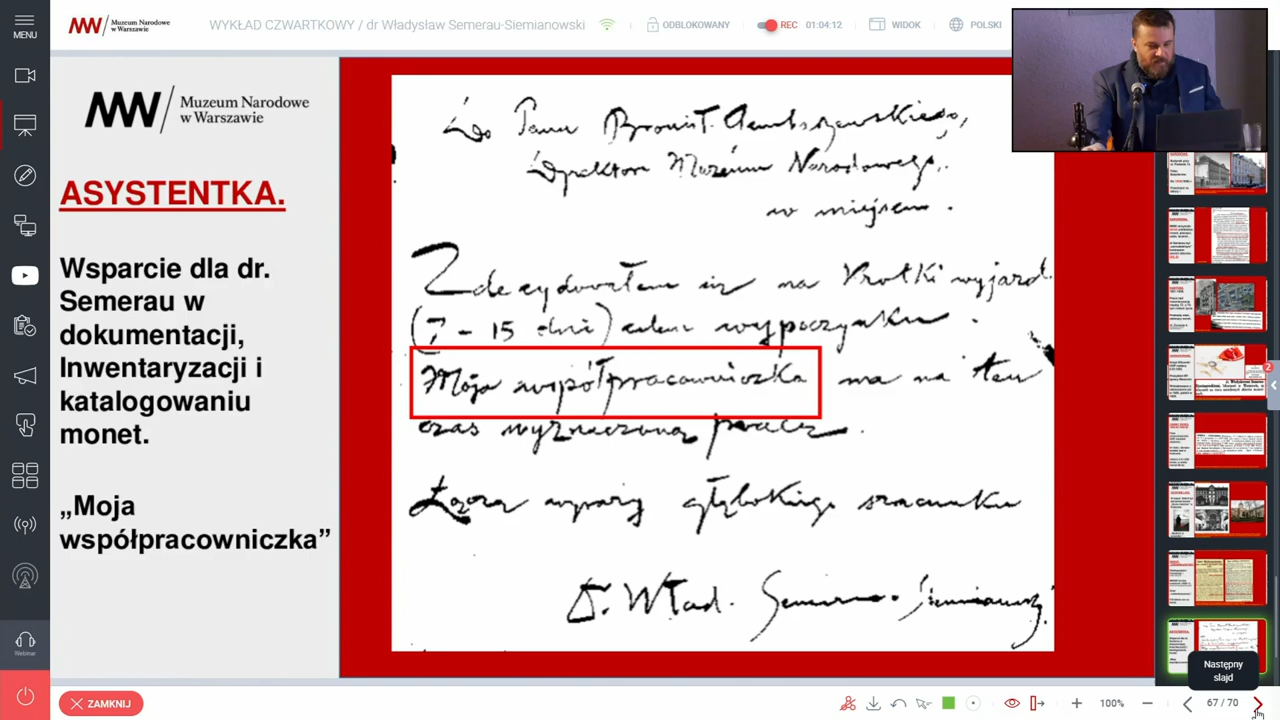 MENU
Muzeum Narodowe
w Warszawie
WYKŁAD CZWARTKOWY / dr Władysław Semerau-Siemianowski
ODBLOKOWANY
REC 01:04:12
WIDOK
POLSKI
Muzeum Narodowe
w Warszawie
ASYSTENTKA.
Wsparcie dla dr.
Semerau w
dokumentacji,
Inwentaryzacji i
katalogowaniu
monet.
„Moja
współpracowniczka”
Do Pana Bronisł. Gembarzewskiego,
Dyrektora Muzeum Narodowego.
w miejscu.
Zdecydowałem się na krótki wyjazd
(7 – 15 dni) celem wypoczynku.
Moja współpracowniczka ma na ten
czas wyznaczoną pracę.
Łączę wyrazy głębokiego szacunku
Dr. Wład. Semerau-Siemianowski
2
Webinar
Następny
slajd
ZAMKNIJ
100%
67 / 70